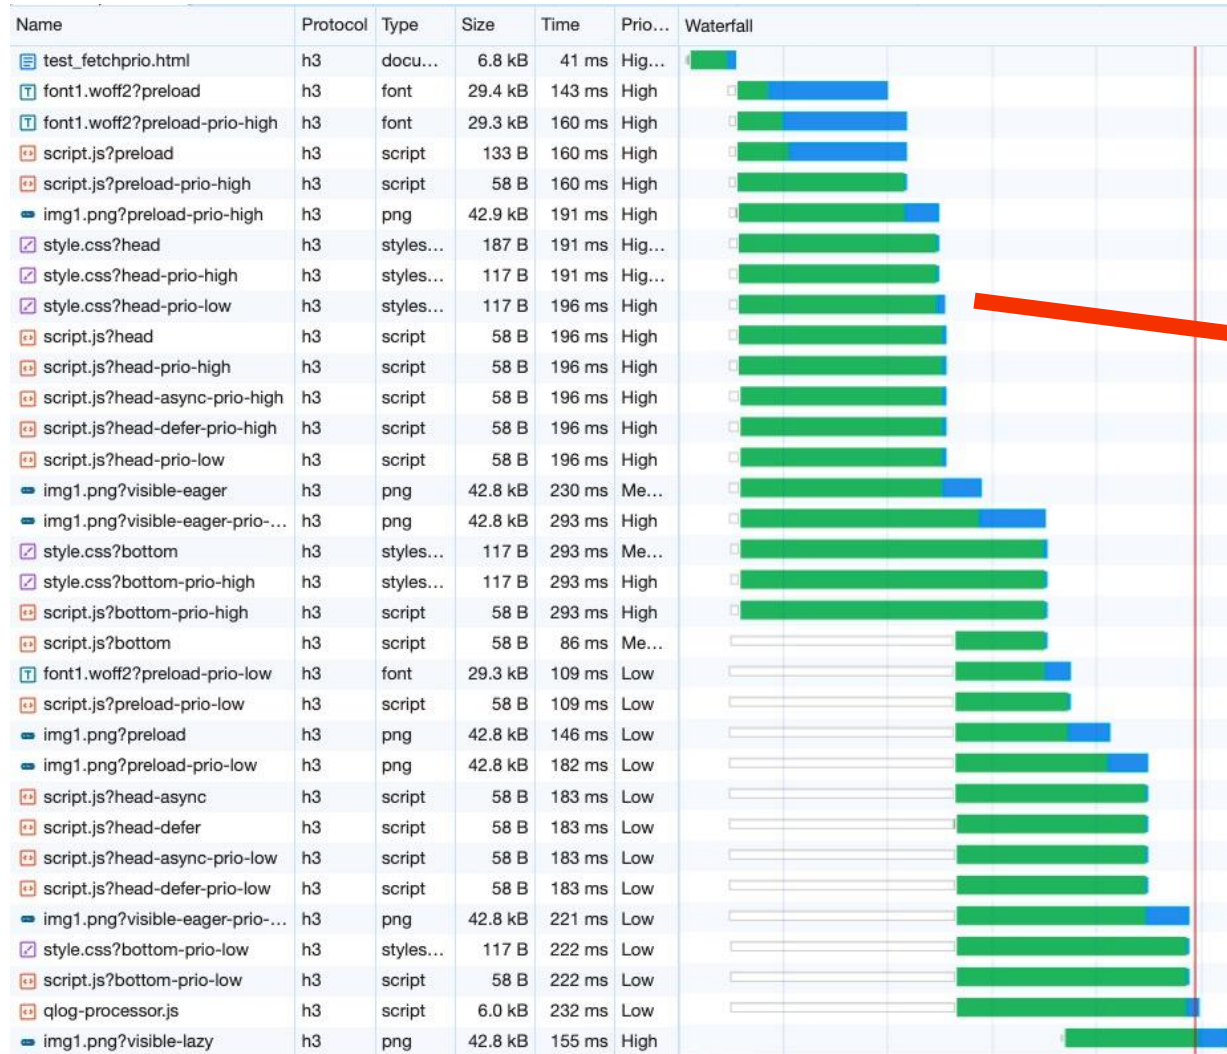 Name Protocol Type Size Time Prio... Waterfall
test_fetchprio.html h3 docu... 6.8 kB 41 ms Hig...
font1.woff2?preload h3 font 29.4 kB 143 ms High
font1.woff2?preload-prio-high h3 font 29.3 kB 160 ms High
script.js?preload h3 script 133 B 160 ms High
script.js?preload-prio-high h3 script 58 B 160 ms High
img1.png?preload-prio-high h3 png 42.9 kB 191 ms High
style.css?head h3 styles... 187 B 191 ms Hig...
style.css?head-prio-high h3 styles... 117 B 191 ms Hig...
style.css?head-prio-low h3 styles... 117 B 196 ms High
script.js?head h3 script 58 B 196 ms High
script.js?head-prio-high h3 script 58 B 196 ms High
script.js?head-async-prio-high h3 script 58 B 196 ms High
script.js?head-defer-prio-high h3 script 58 B 196 ms High
script.js?head-prio-low h3 script 58 B 196 ms High
img1.png?visible-eager h3 png 42.8 kB 230 ms Me...
img1.png?visible-eager-prio-... h3 png 42.8 kB 293 ms High
style.css?bottom h3 styles... 117 B 293 ms Me...
style.css?bottom-prio-high h3 styles... 117 B 293 ms High
script.js?bottom-prio-high h3 script 58 B 293 ms High
script.js?bottom h3 script 58 B 86 ms Me...
font1.woff2?preload-prio-low h3 font 29.3 kB 109 ms Low
script.js?preload-prio-low h3 script 58 B 109 ms Low
img1.png?preload h3 png 42.8 kB 146 ms Low
img1.png?preload-prio-low h3 png 42.8 kB 182 ms Low
script.js?head-async h3 script 58 B 183 ms Low
script.js?head-defer h3 script 58 B 183 ms Low
script.js?head-async-prio-low h3 script 58 B 183 ms Low
script.js?head-defer-prio-low h3 script 58 B 183 ms Low
img1.png?visible-eager-prio-... h3 png 42.8 kB 221 ms Low
style.css?bottom-prio-low h3 styles... 117 B 222 ms Low
script.js?bottom-prio-low h3 script 58 B 222 ms Low
qlog-processor.js h3 script 6.0 kB 232 ms Low
img1.png?visible-lazy h3 png 42.8 kB 155 ms High